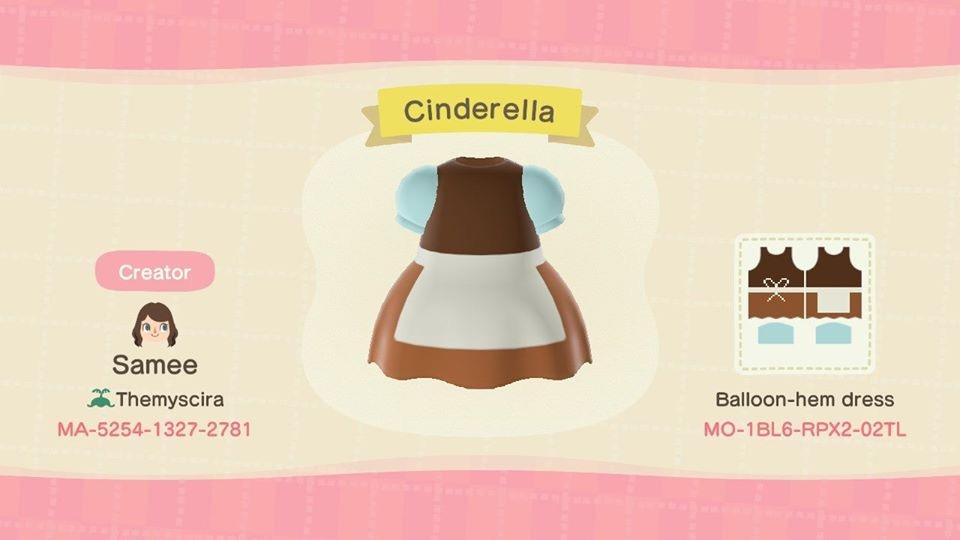 Cinderella
Creator
Samee
Themyscira
MA-5254-1327-2781
Balloon-hem dress
MO-1BL6-RPX2-02TL